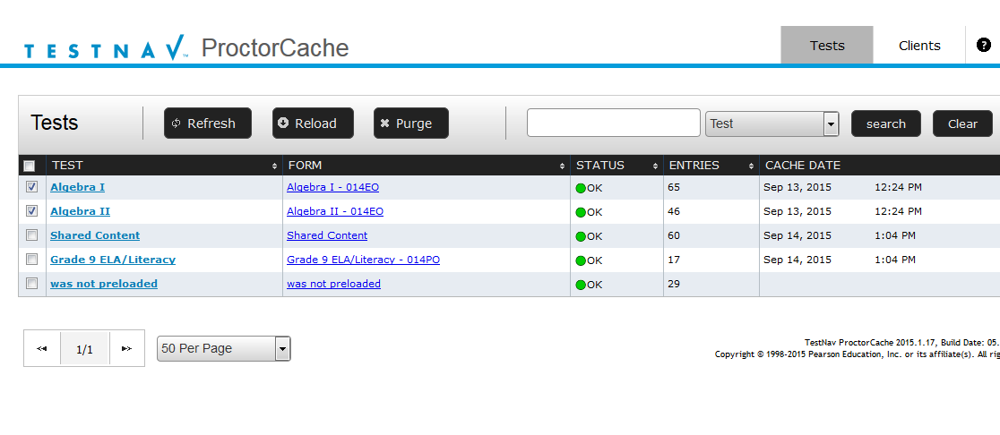 TESTNAV™ ProctorCache
Tests Clients ?
Tests Refresh Reload Purge Test search Clear
TEST FORM STATUS ENTRIES CACHE DATE
Algebra I Algebra I - 014EO OK 65 Sep 13, 2015 12:24 PM
Algebra II Algebra II - 014EO OK 46 Sep 13, 2015 12:24 PM
Shared Content Shared Content OK 60 Sep 14, 2015 1:04 PM
Grade 9 ELA/Literacy Grade 9 ELA/Literacy - 014PO OK 17 Sep 14, 2015 1:04 PM
was not preloaded was not preloaded OK 29
1/1 50 Per Page
TestNav ProctorCache 2015.1.17, Build Date: 05.
Copyright © 1998-2015 Pearson Education, Inc. or its affiliate(s). All rig